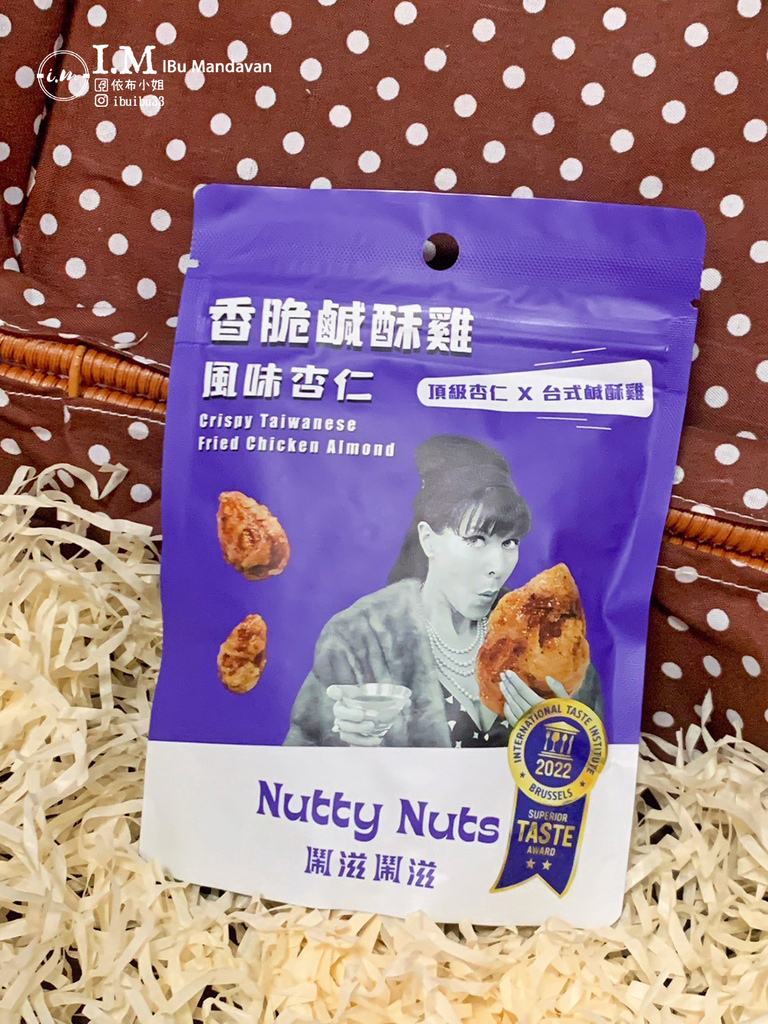 i.m
I.M IBu Mandavan
依布小姐
ibuibu33
香脆鹹酥雞
風味杏仁
頂級杏仁 X 台式鹹酥雞
Crispy Taiwanese
Fried Chicken Almond
INTERNATIONAL TASTE INSTITUTE
2022
BRUSSELS
SUPERIOR
TASTE
AWARD
Nutty Nuts
鬧滋鬧滋